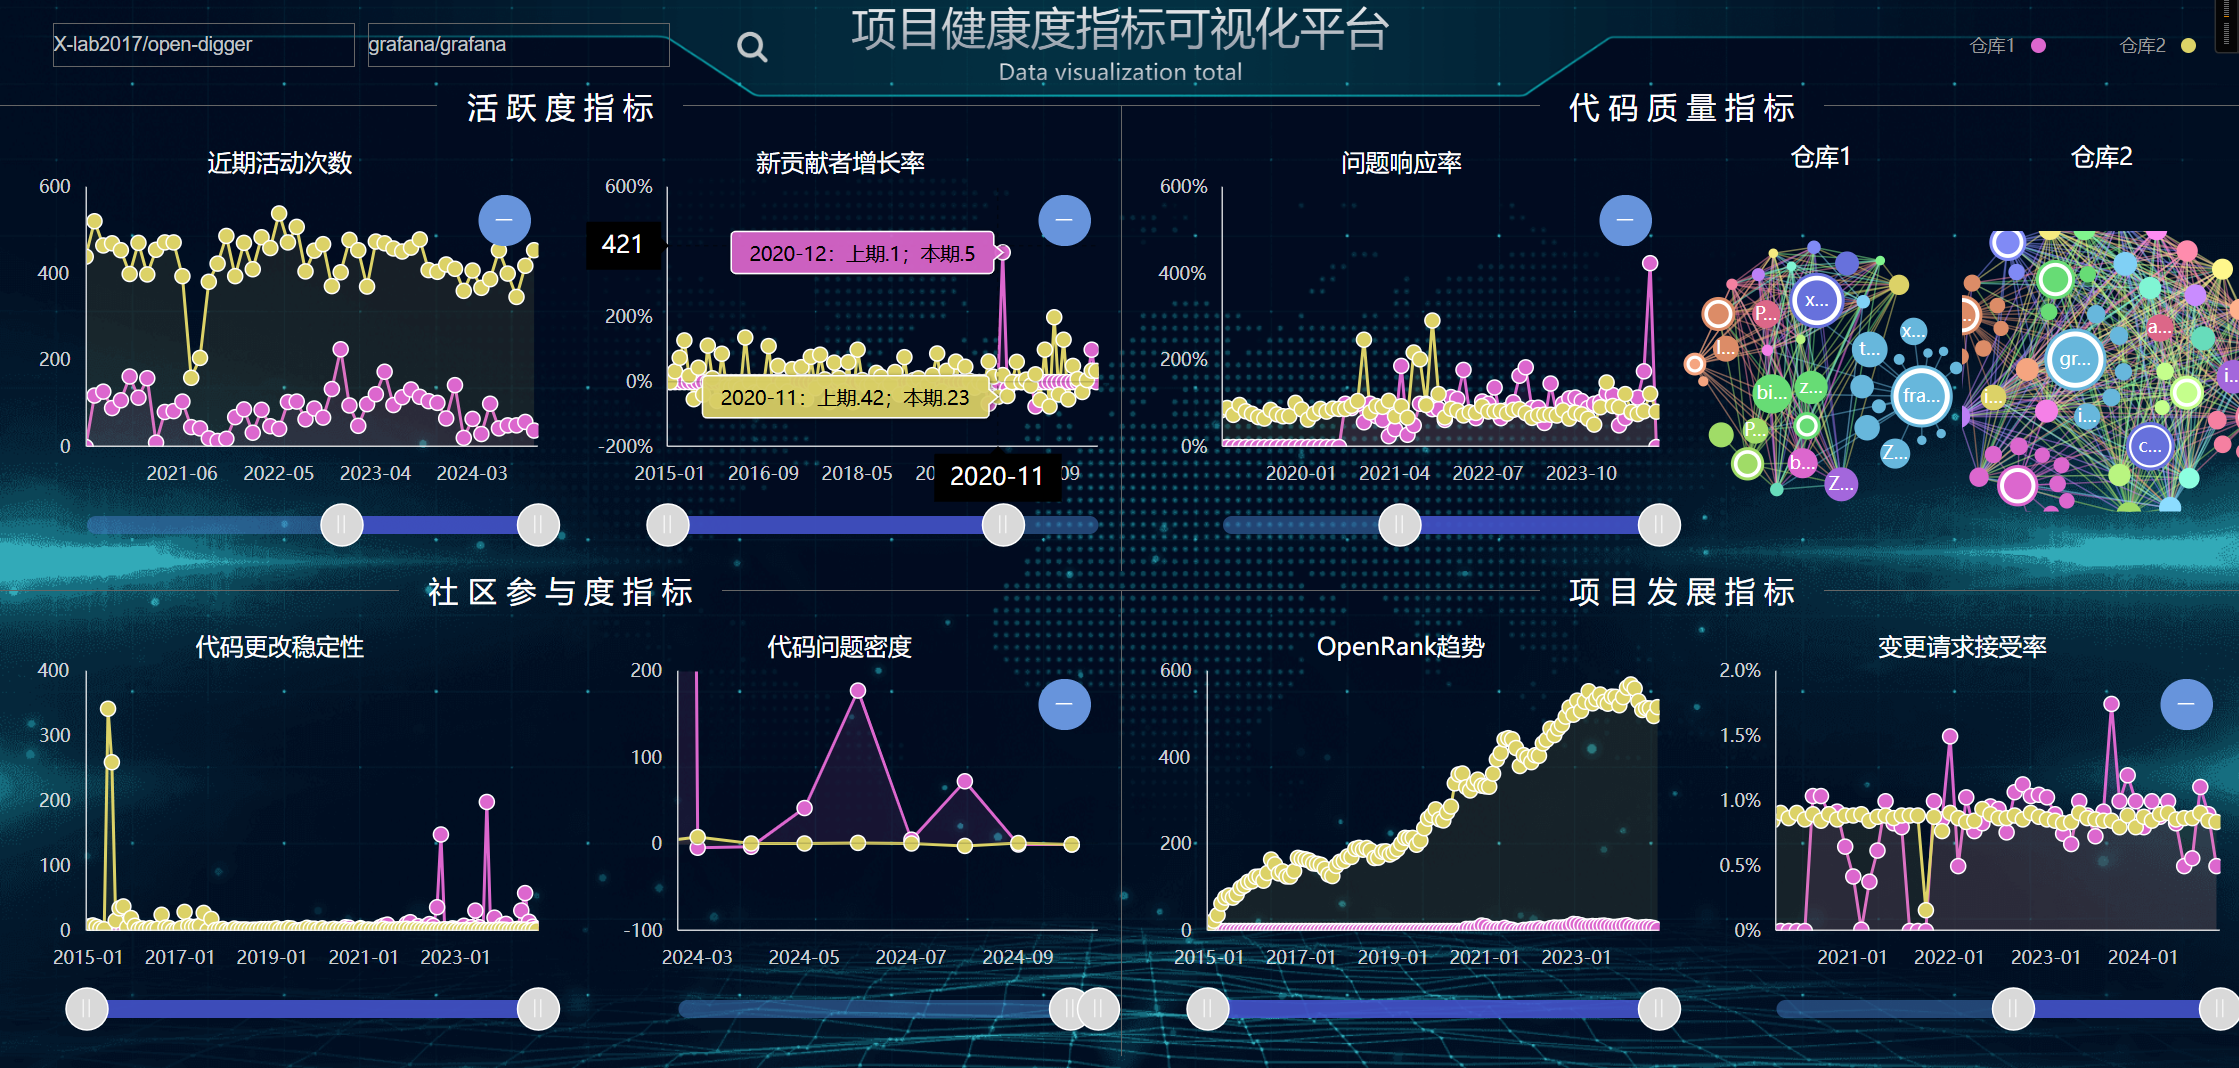 X-lab2017/open-digger
grafana/grafana
项目健康度指标可视化平台
Data visualization total
仓库1
仓库2
活跃度指标
代码质量指标
近期活动次数
600
400
200
0
2021-06 2022-05 2023-04 2024-03
新贡献者增长率
600%
421
2020-12：上期.1；本期.5
200%
0%
2020-11：上期.42；本期.23
-200%
2015-01 2016-09 2018-05 20
2020-11
09
问题响应率
600%
400%
200%
0%
2020-01 2021-04 2022-07 2023-10
仓库1
x...
P...
x...
l...
t...
bi...
z...
fra...
P...
b...
Z...
Z...
仓库2
a...
gr...
i...
i...
i...
c...
社区参与度指标
项目发展指标
代码更改稳定性
400
300
200
100
0
2015-01 2017-01 2019-01 2021-01 2023-01
代码问题密度
200
100
0
-100
2024-03 2024-05 2024-07 2024-09
OpenRank趋势
600
400
200
0
2015-01 2017-01 2019-01 2021-01 2023-01
变更请求接受率
2.0%
1.5%
1.0%
0.5%
0%
2021-01 2022-01 2023-01 2024-01